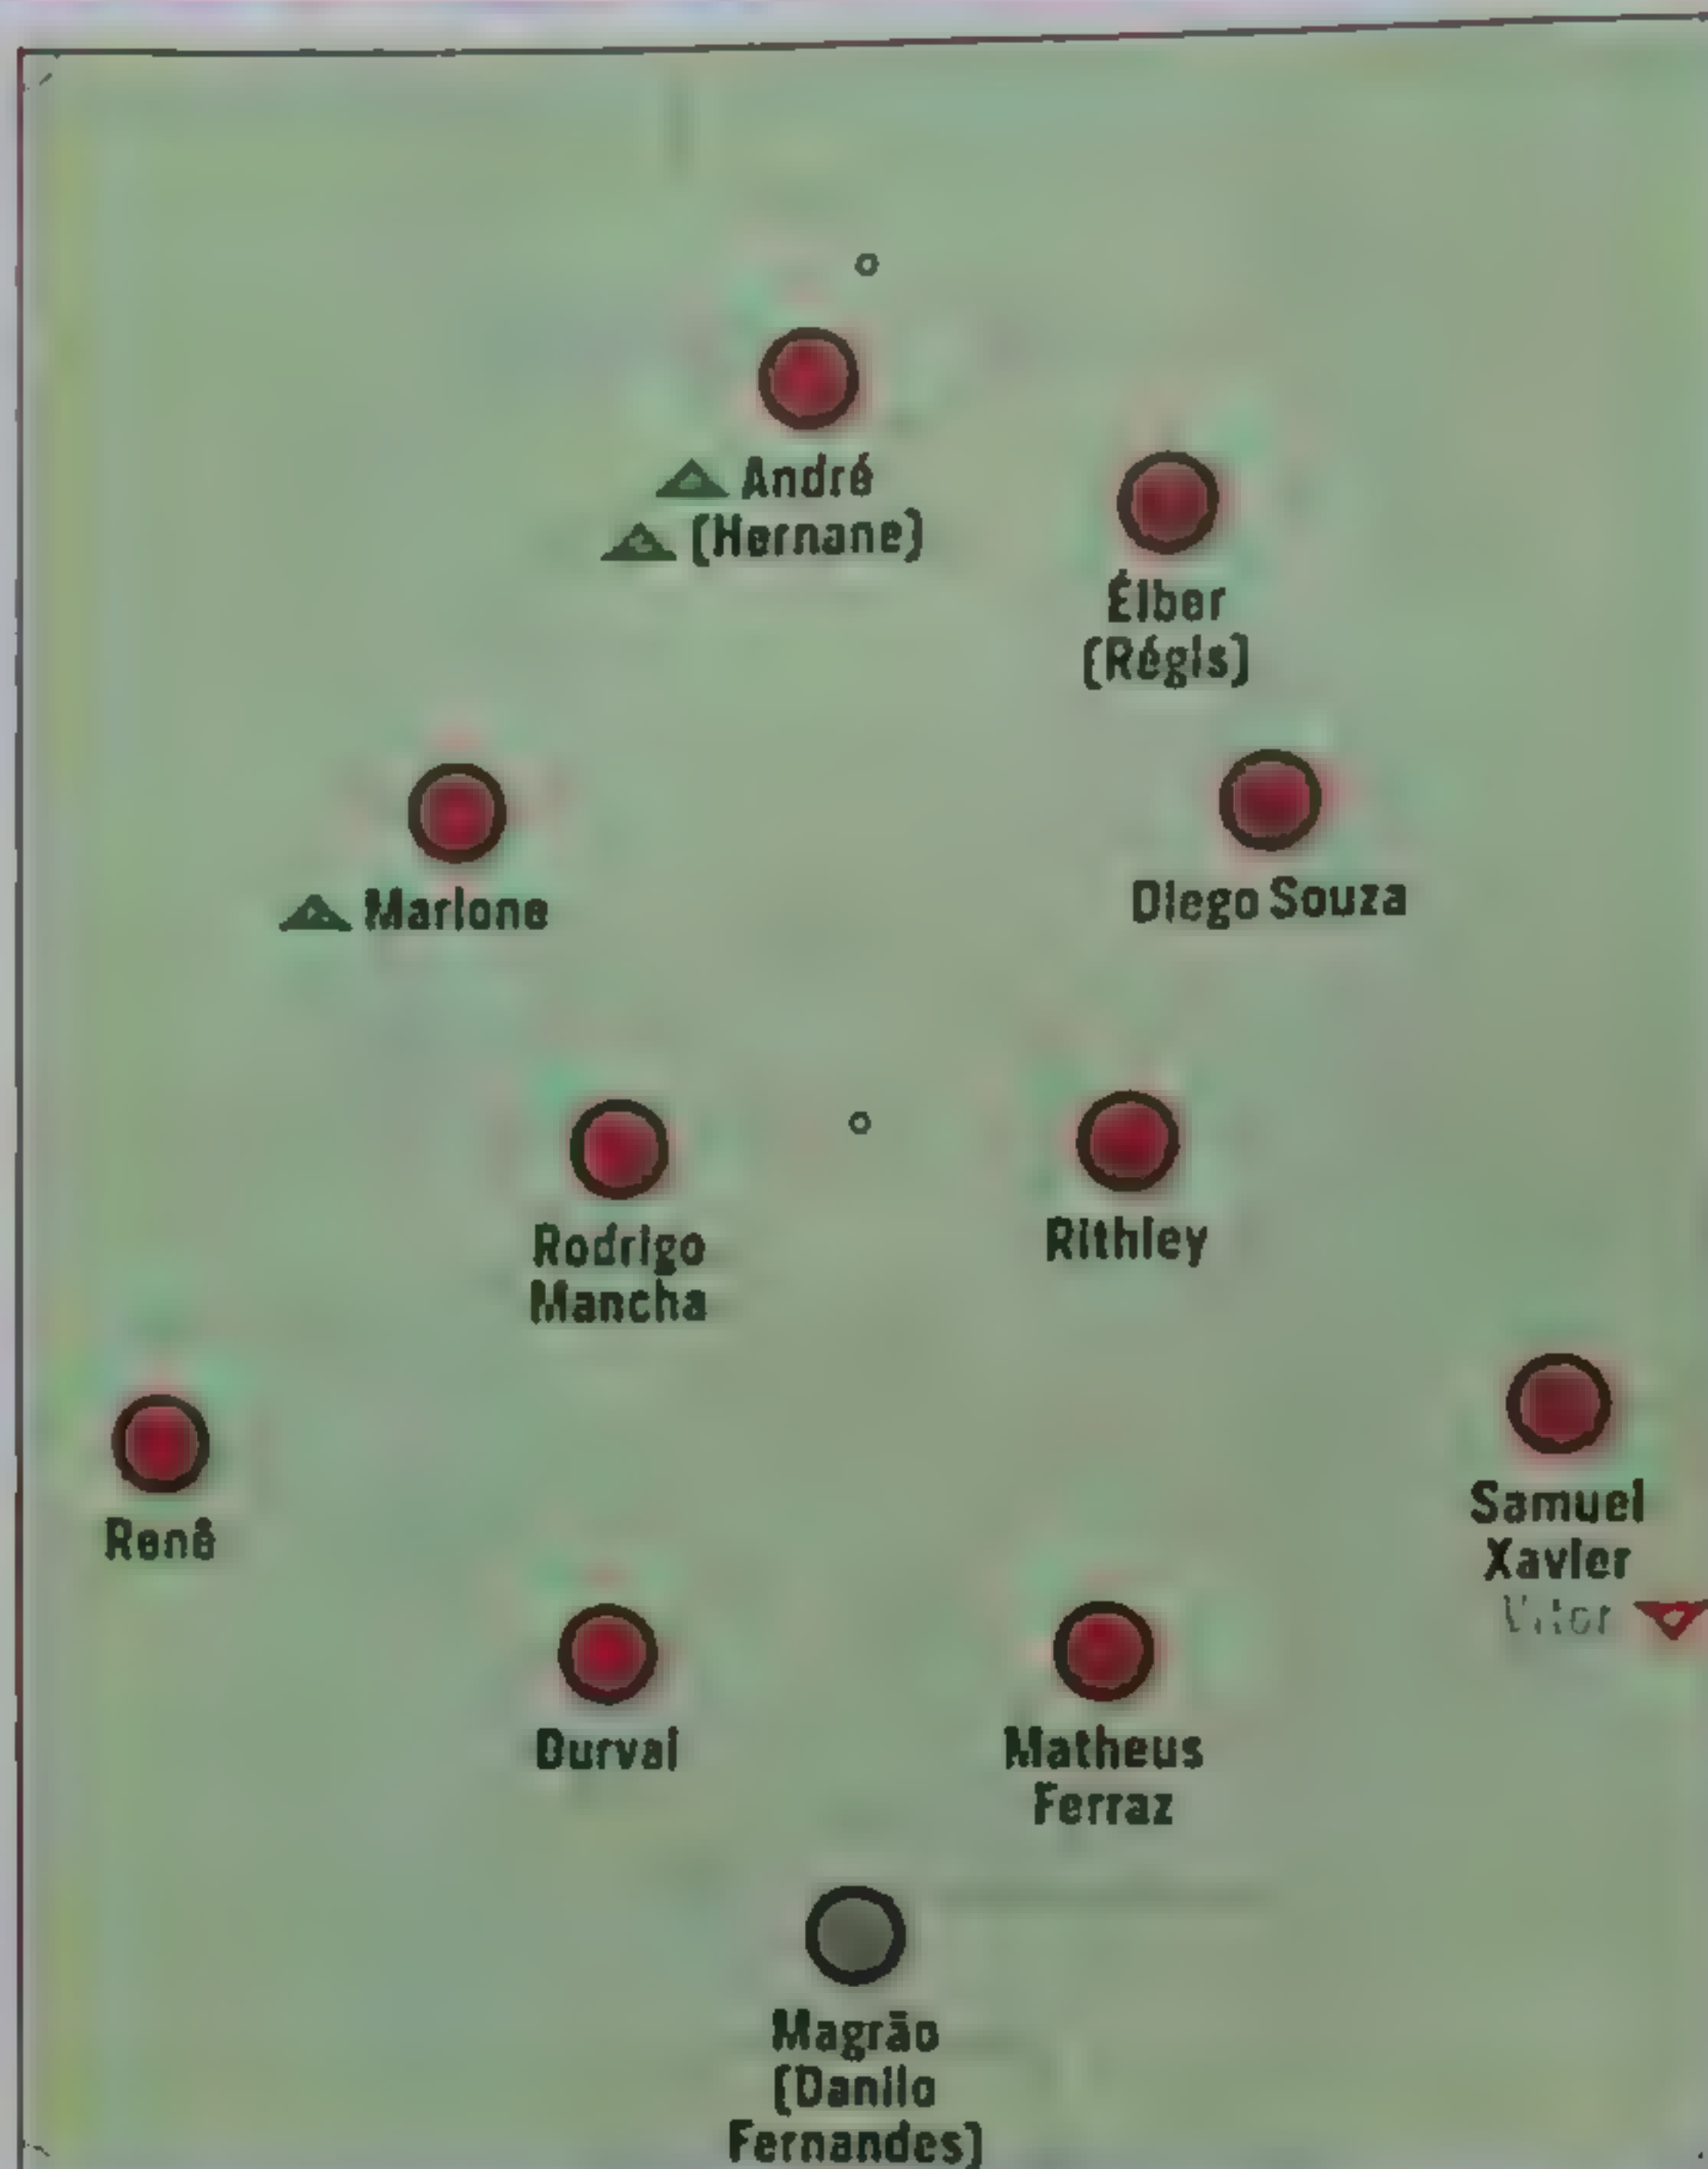 André
(Hernane)
Élber
(Régis)
Marlone
Diego Souza
Rodrigo
Mancha
Rithley
Renê
Samuel
Xavier
Vitor
Durval
Matheus
Ferraz
Magrão
(Danilo
Fernandes)